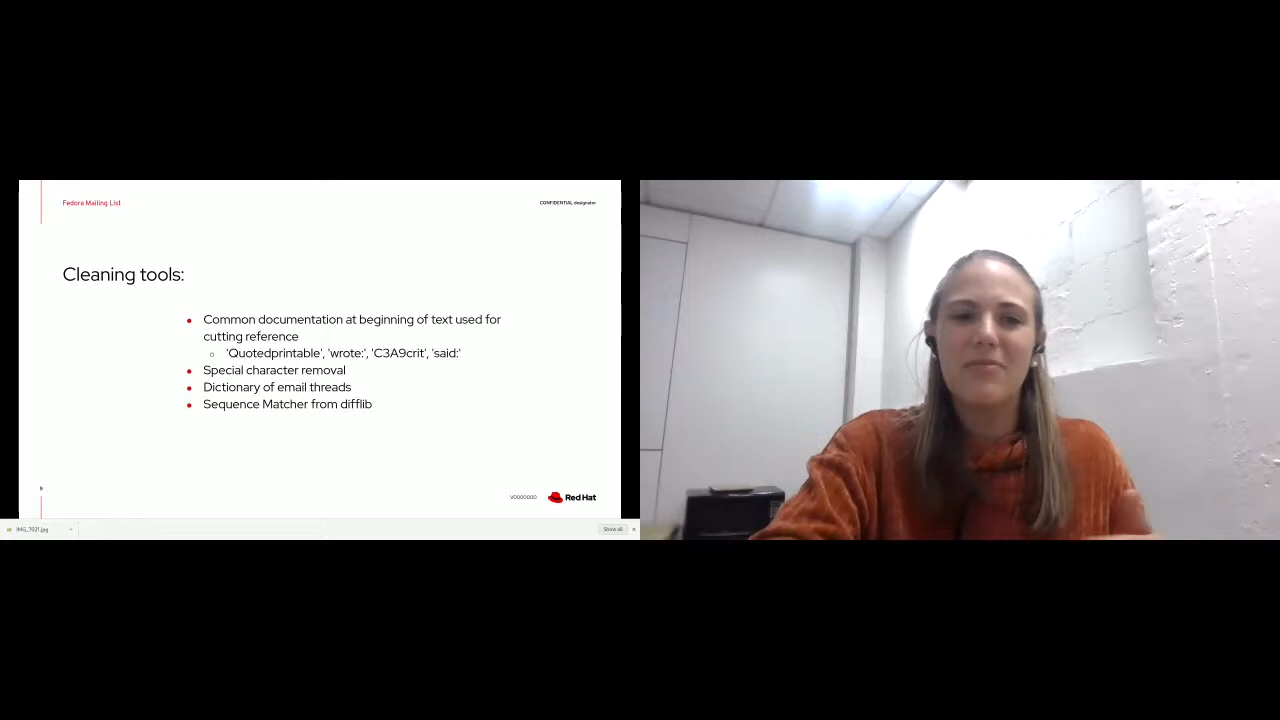 Fedora Mailing List
CONFIDENTIAL designator
Cleaning tools:
Common documentation at beginning of text used for
cutting reference
'Quotedprintable', 'wrote:', 'C3A9crit', 'said:'
Special character removal
Dictionary of email threads
Sequence Matcher from difflib
9
V0000000
Red Hat
IMG_7021.jpg
Show all